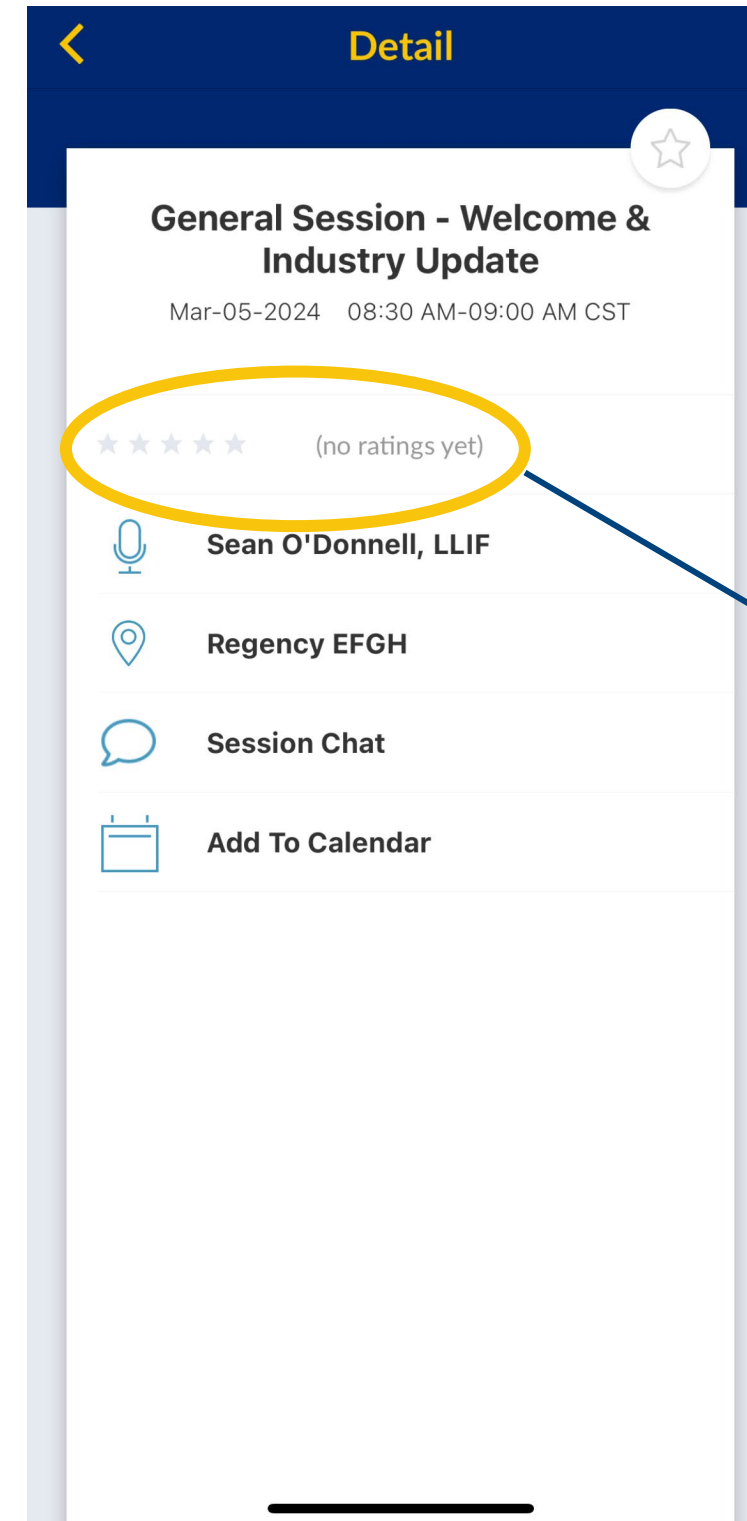 Detail
General Session - Welcome &
Industry Update
Mar-05-2024 08:30 AM-09:00 AM CST
(no ratings yet)
Sean O'Donnell, LLIF
Regency EFGH
Session Chat
Add To Calendar